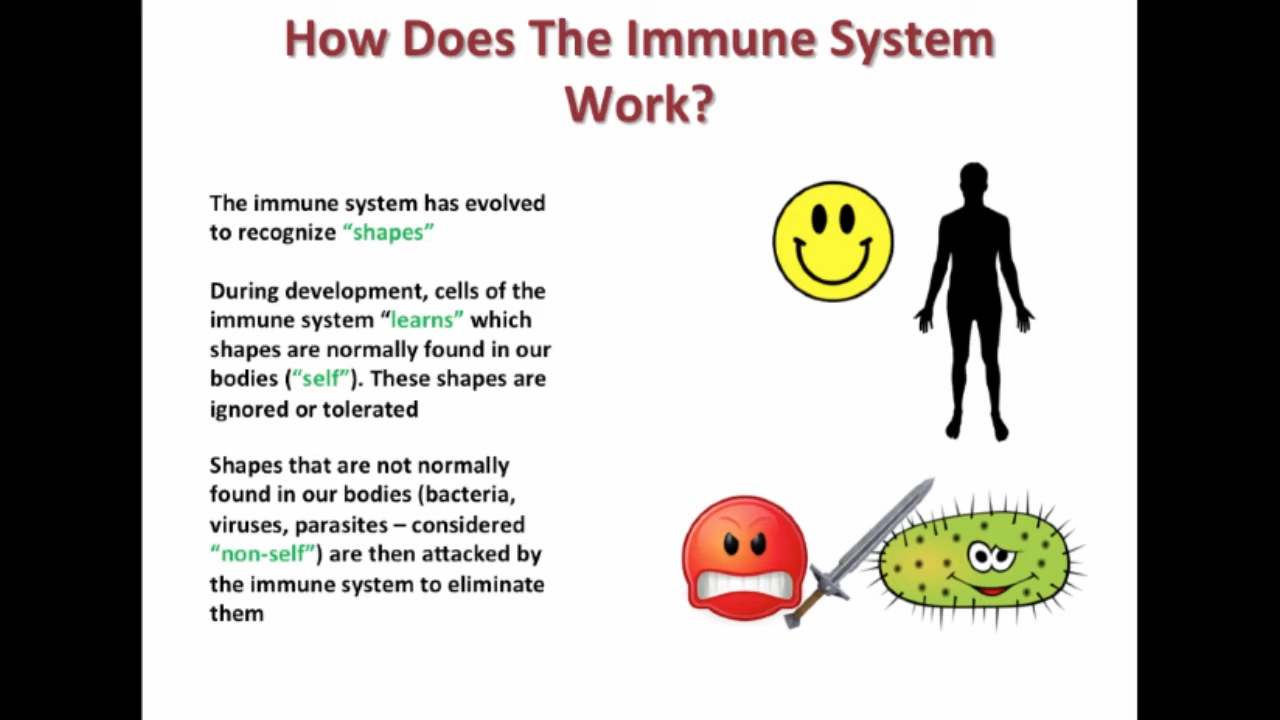 How Does The Immune System
Work?
The immune system has evolved
to recognize “shapes”
During development, cells of the
immune system “learns” which
shapes are normally found in our
bodies (“self”). These shapes are
ignored or tolerated
Shapes that are not normally
found in our bodies (bacteria,
viruses, parasites – considered
“non-self”) are then attacked by
the immune system to eliminate
them